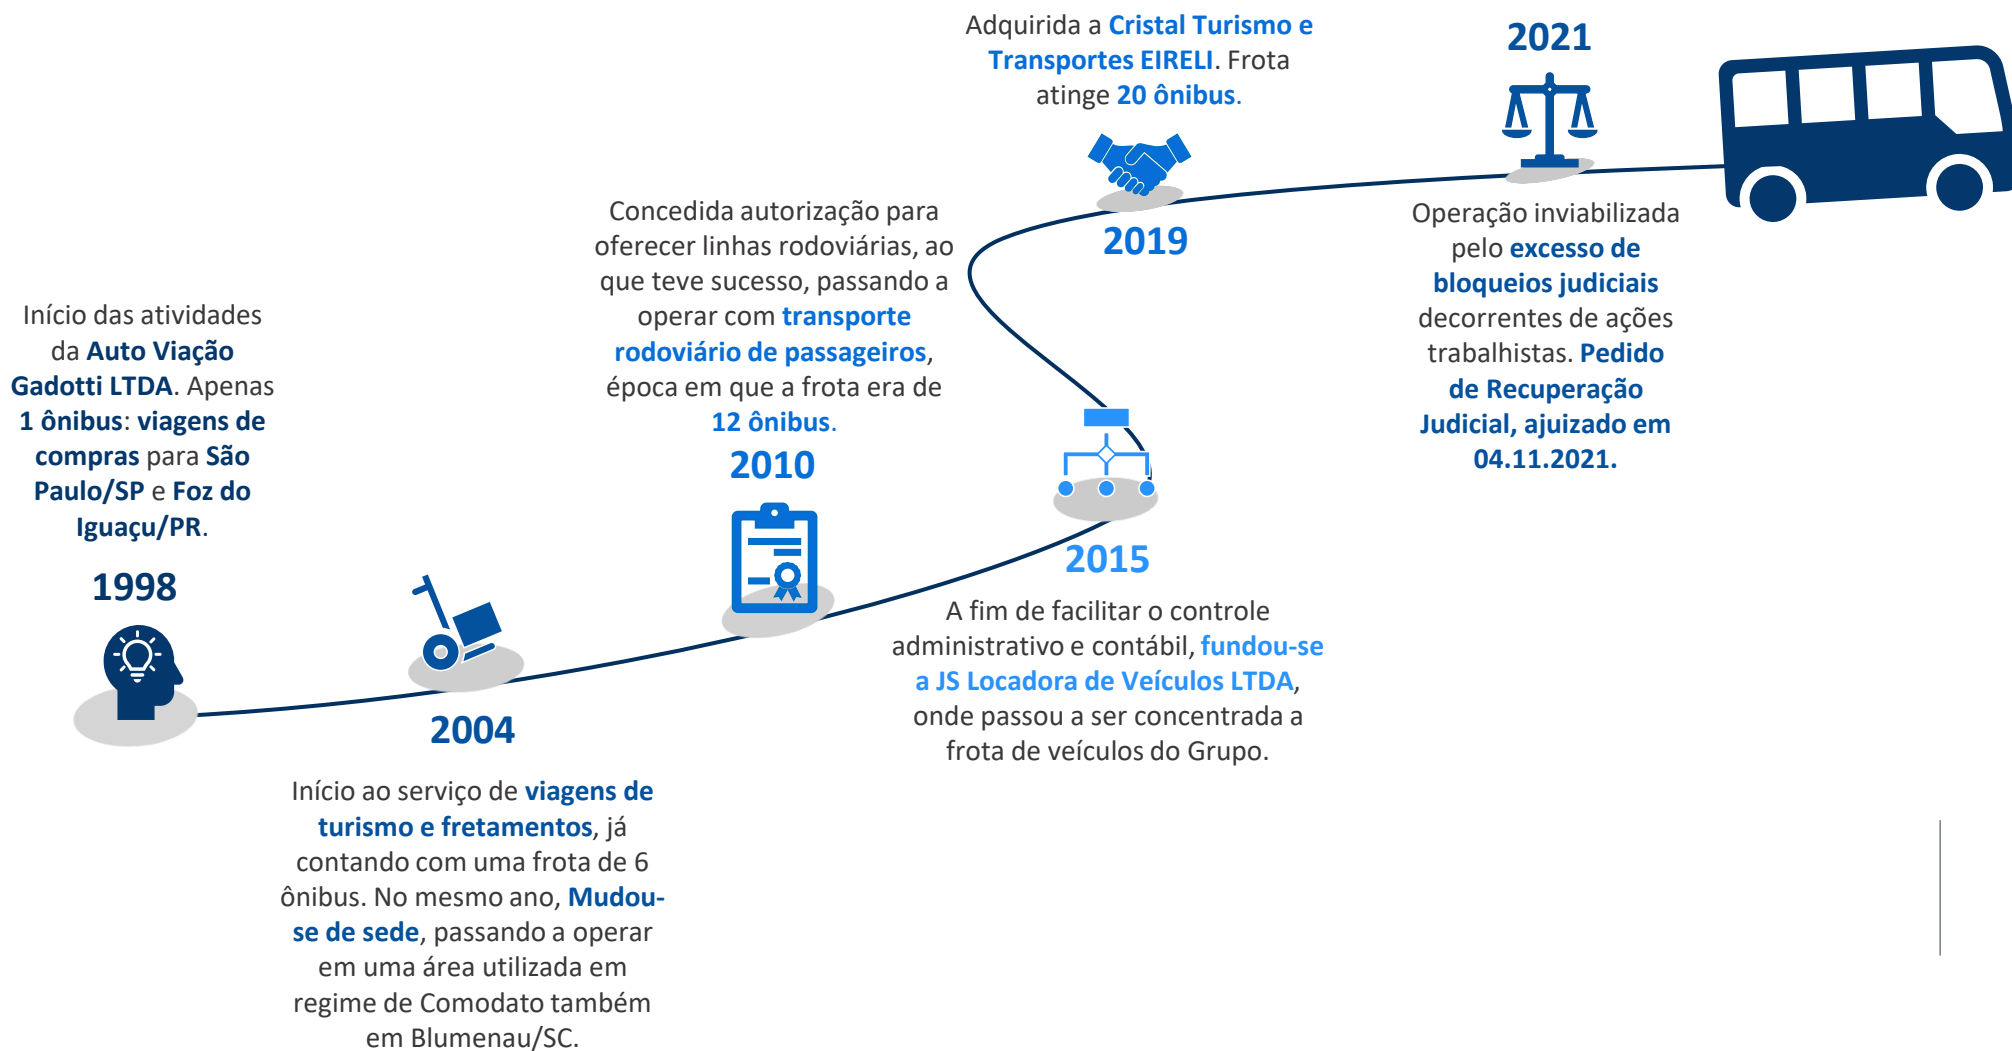 Início das atividades
da Auto Viação
Gadotti LTDA. Apenas
1 ônibus: viagens de
compras para São
Paulo/SP e Foz do
Iguaçu/PR.
1998
2004
Início ao serviço de viagens de
turismo e fretamentos, já
contando com uma frota de 6
ônibus. No mesmo ano, Mudou-
se de sede, passando a operar
em uma área utilizada em
regime de Comodato também
em Blumenau/SC.
Concedida autorização para
oferecer linhas rodoviárias, ao
que teve sucesso, passando a
operar com transporte
rodoviário de passageiros,
época em que a frota era de
12 ônibus.
2010
2015
A fim de facilitar o controle
administrativo e contábil, fundou-se
a JS Locadora de Veículos LTDA,
onde passou a ser concentrada a
frota de veículos do Grupo.
Adquirida a Cristal Turismo e
Transportes EIRELI. Frota
atinge 20 ônibus.
2019
2021
Operação inviabilizada
pelo excesso de
bloqueios judiciais
decorrentes de ações
trabalhistas. Pedido
de Recuperação
Judicial, ajuizado em
04.11.2021.